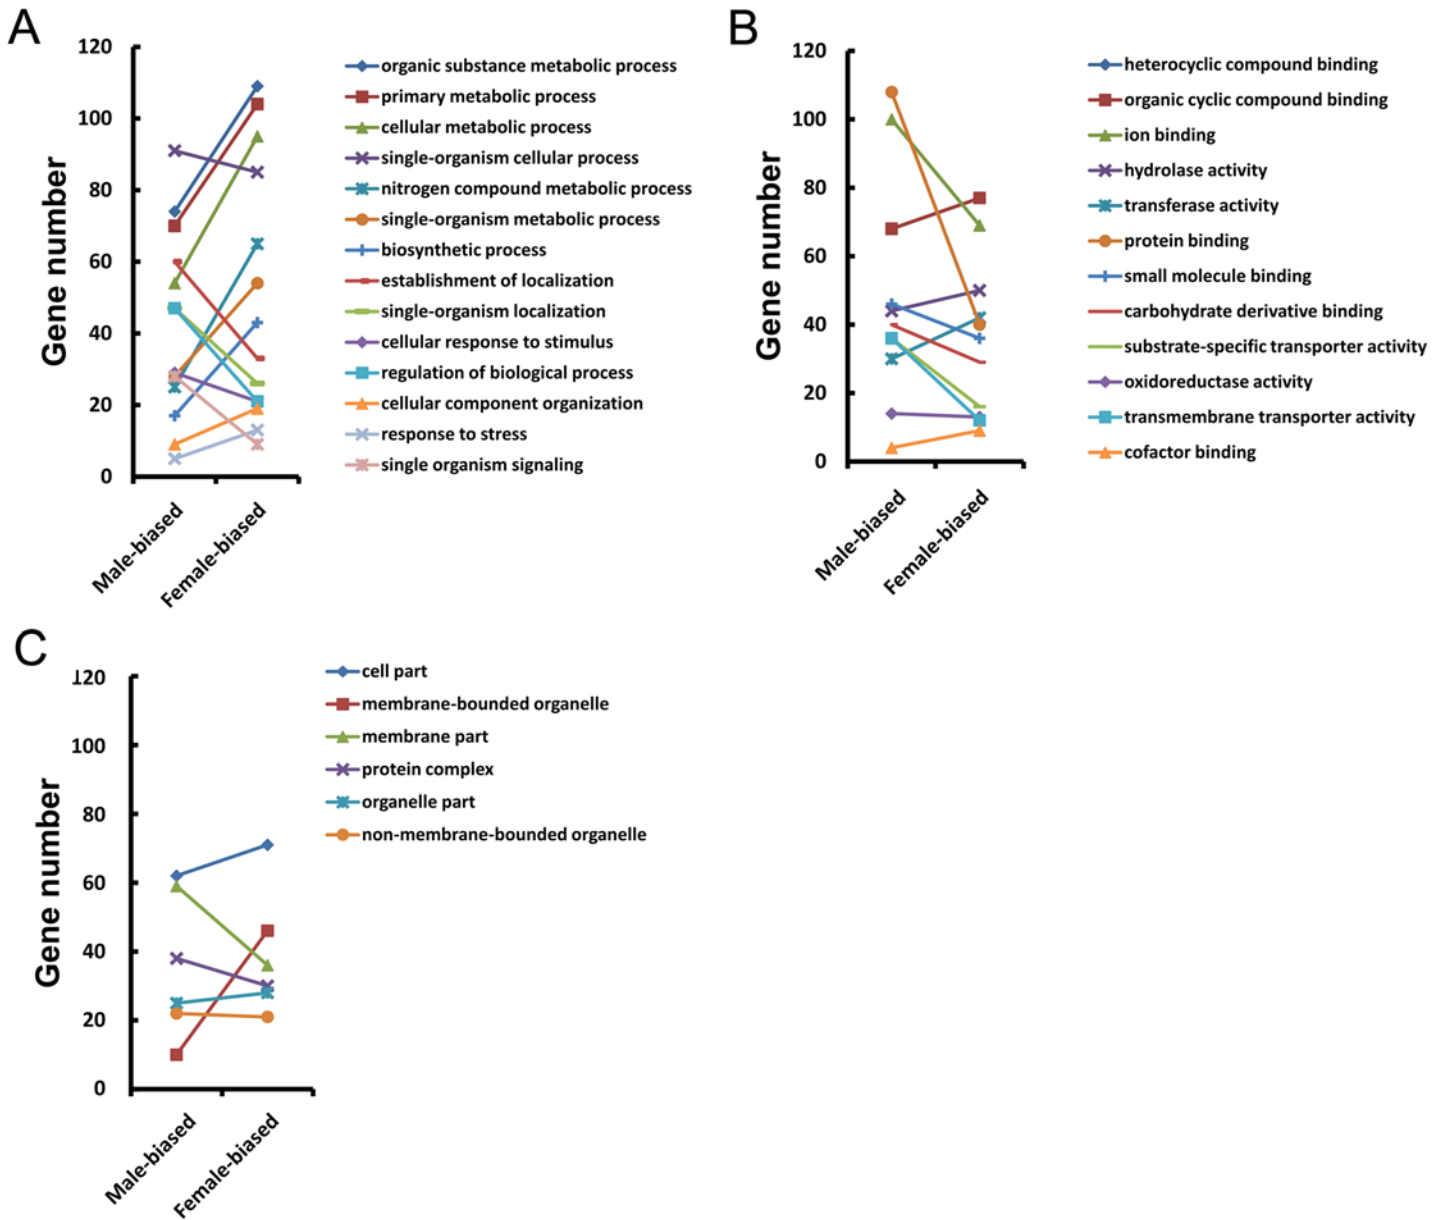 A
Gene number
120
100
80
60
40
20
0
Male-biased
Female-biased
organic substance metabolic process
primary metabolic process
cellular metabolic process
single-organism cellular process
nitrogen compound metabolic process
single-organism metabolic process
biosynthetic process
establishment of localization
single-organism localization
cellular response to stimulus
regulation of biological process
cellular component organization
response to stress
single organism signaling
B
Gene number
120
100
80
60
40
20
0
Male-biased
Female-biased
heterocyclic compound binding
organic cyclic compound binding
ion binding
hydrolase activity
transferase activity
protein binding
small molecule binding
carbohydrate derivative binding
substrate-specific transporter activity
oxidoreductase activity
transmembrane transporter activity
cofactor binding
C
Gene number
120
100
80
60
40
20
0
Male-biased
Female-biased
cell part
membrane-bounded organelle
membrane part
protein complex
organelle part
non-membrane-bounded organelle